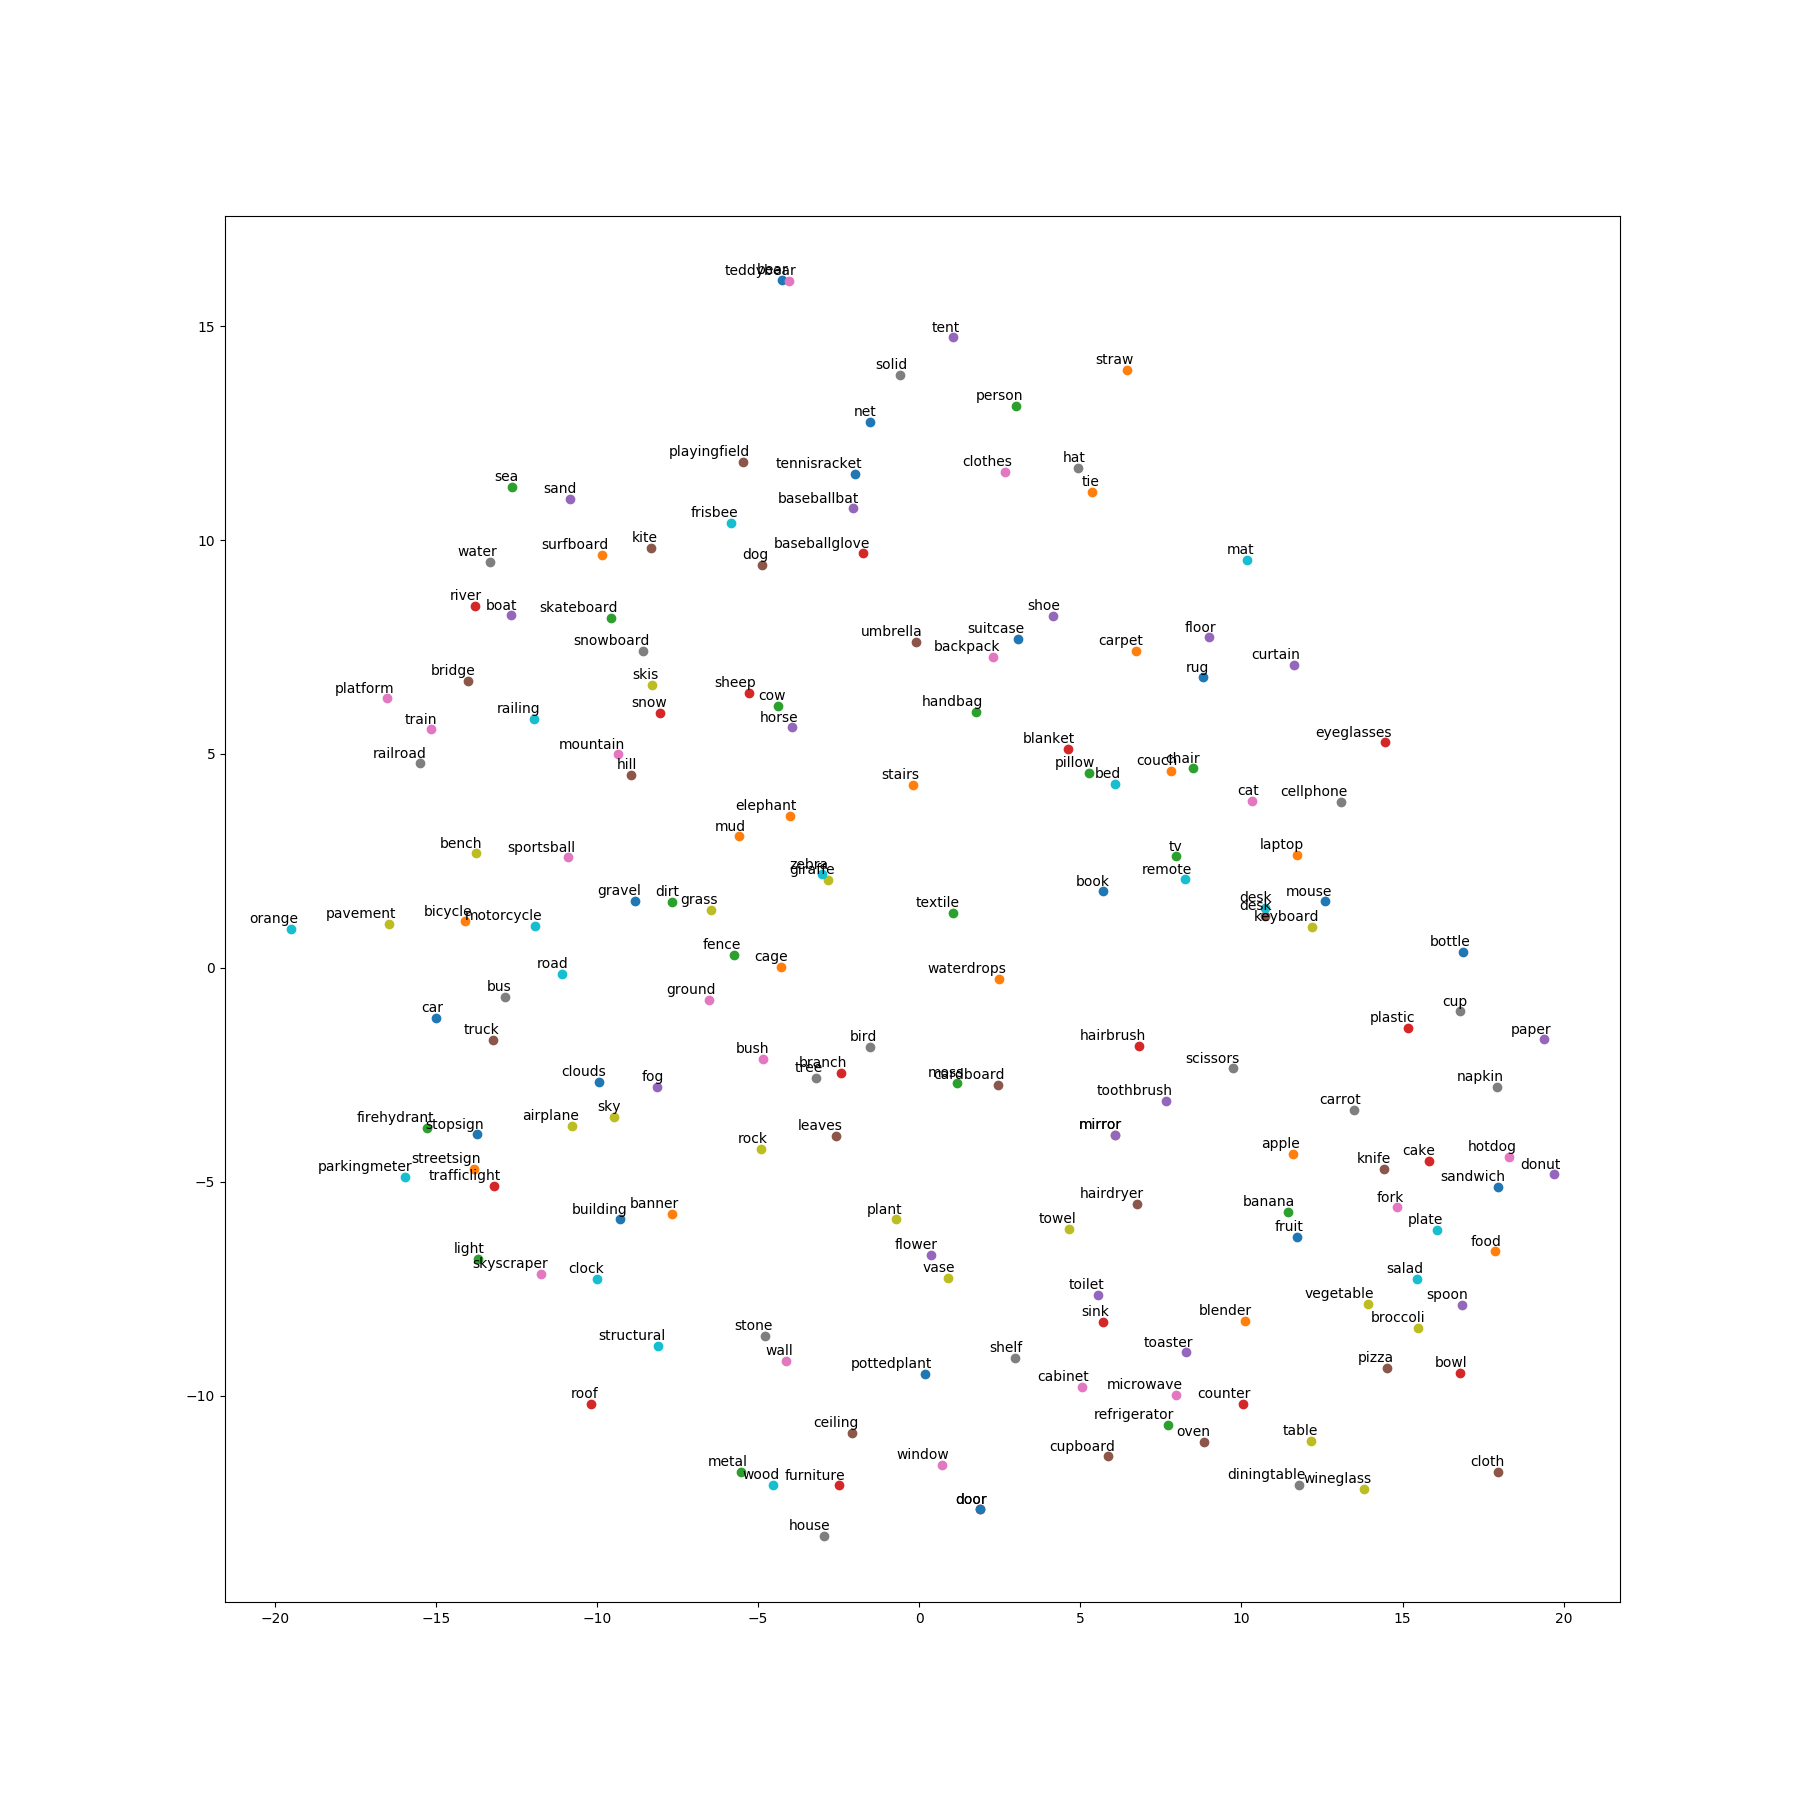 teddybear
bear
tent
15
solid
straw
person
net
playingfield
tennisracket
clothes
hat
sea
sand
tie
baseballbat
frisbee
10
water
surfboard
kite
dog
baseballglove
mat
river
boat
skateboard
shoe
snowboard
umbrella
suitcase
backpack
carpet
floor
curtain
bridge
platform
skis
sheep
cow
rug
train
railing
snow
horse
handbag
5
railroad
mountain
hill
stairs
blanket
pillow
bed
couch
chair
eyeglasses
elephant
cat
cellphone
mud
bench
sportsball
zebra
giraffe
tv
remote
laptop
gravel
dirt
grass
book
desk
desk
mouse
keyboard
orange
pavement
bicycle
motorcycle
textile
0
road
fence
cage
waterdrops
bottle
bus
ground
car
cup
truck
bird
hairbrush
plastic
paper
bush
branch
tree
scissors
clouds
fog
moss
cardboard
toothbrush
napkin
firehydrant
stopsign
airplane
sky
leaves
mirror
carrot
streetsign
rock
apple
knife
cake
hotdog
−5
parkingmeter
trafficlight
sandwich
donut
building
banner
plant
hairdryer
towel
banana
fork
fruit
plate
light
skyscraper
clock
flower
vase
food
toilet
sink
salad
vegetable
spoon
structural
stone
wall
blender
broccoli
pottedplant
shelf
toaster
pizza
bowl
−10
roof
cabinet
microwave
counter
ceiling
refrigerator
oven
table
metal
wood
furniture
window
cupboard
diningtable
wineglass
cloth
house
door
−20 −15 −10 −5 0 5 10 15 20